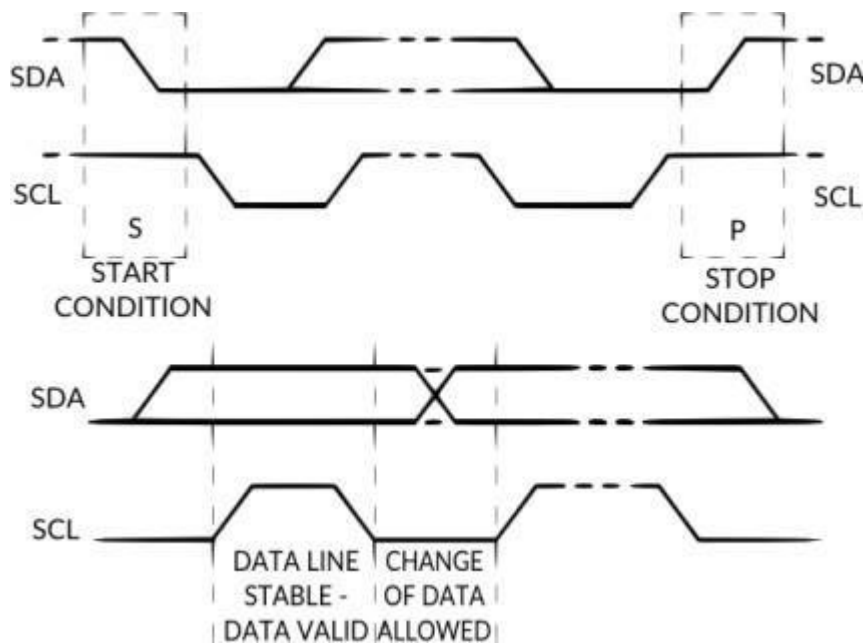 SDA SDA
SCL SCL
S P
START STOP
CONDITION CONDITION
SDA
SCL
DATA LINE CHANGE
STABLE - OF DATA
DATA VALID ALLOWED